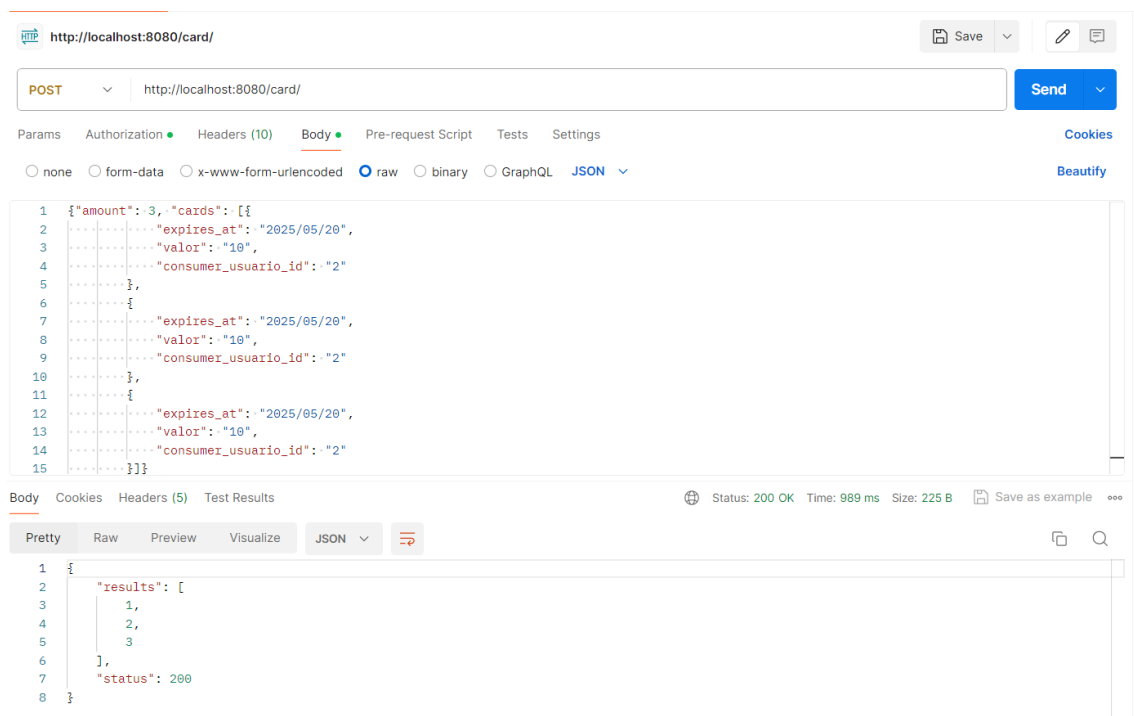 HTTP http://localhost:8080/card/ Save
POST http://localhost:8080/card/ Send
Params Authorization Headers (10) Body Pre-request Script Tests Settings Cookies
none form-data x-www-form-urlencoded raw binary GraphQL JSON Beautify
1 {"amount": 3, "cards": [{
2 "expires_at": "2025/05/20",
3 "valor": "10",
4 "consumer_usuario_id": "2"
5 },
6 {
7 "expires_at": "2025/05/20",
8 "valor": "10",
9 "consumer_usuario_id": "2"
10 },
11 {
12 "expires_at": "2025/05/20",
13 "valor": "10",
14 "consumer_usuario_id": "2"
15 }]}
Body Cookies Headers (5) Test Results Status: 200 OK Time: 989 ms Size: 225 B Save as example
Pretty Raw Preview Visualize JSON
1 {
2 "results": [
3 1,
4 2,
5 3
6 ],
7 "status": 200
8 }